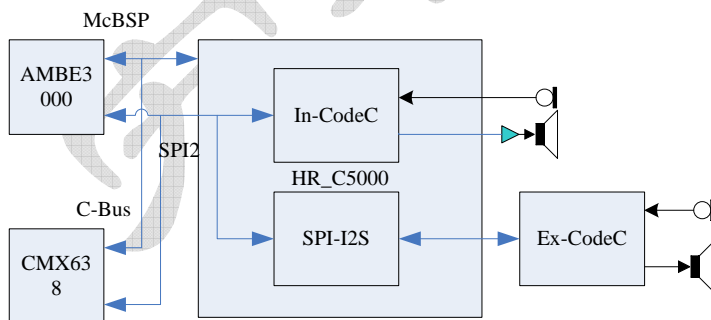 McBSP
AMBE3
000
In-CodeC
SPI2
HR_C5000
C-Bus
SPI-I2S
Ex-CodeC
CMX63
8